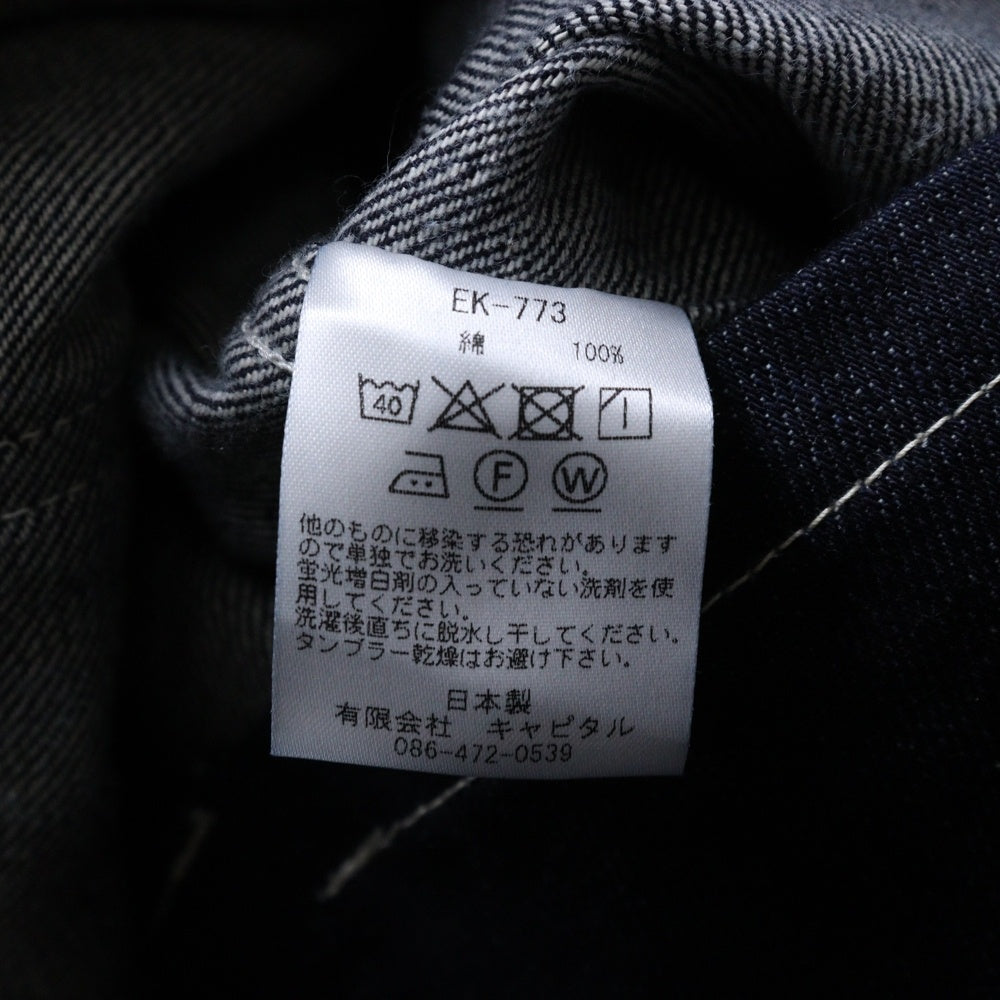 EK-773
綿 100%
40
F W
他のものに移染する恐れがあります
ので単独でお洗いください。
蛍光増白剤の入っていない洗剤を使
用してください。
洗濯後直ちに脱水し干してください。
タンブラー乾燥はお避け下さい。
日本製
有限会社 キャピタル
086-472-0539